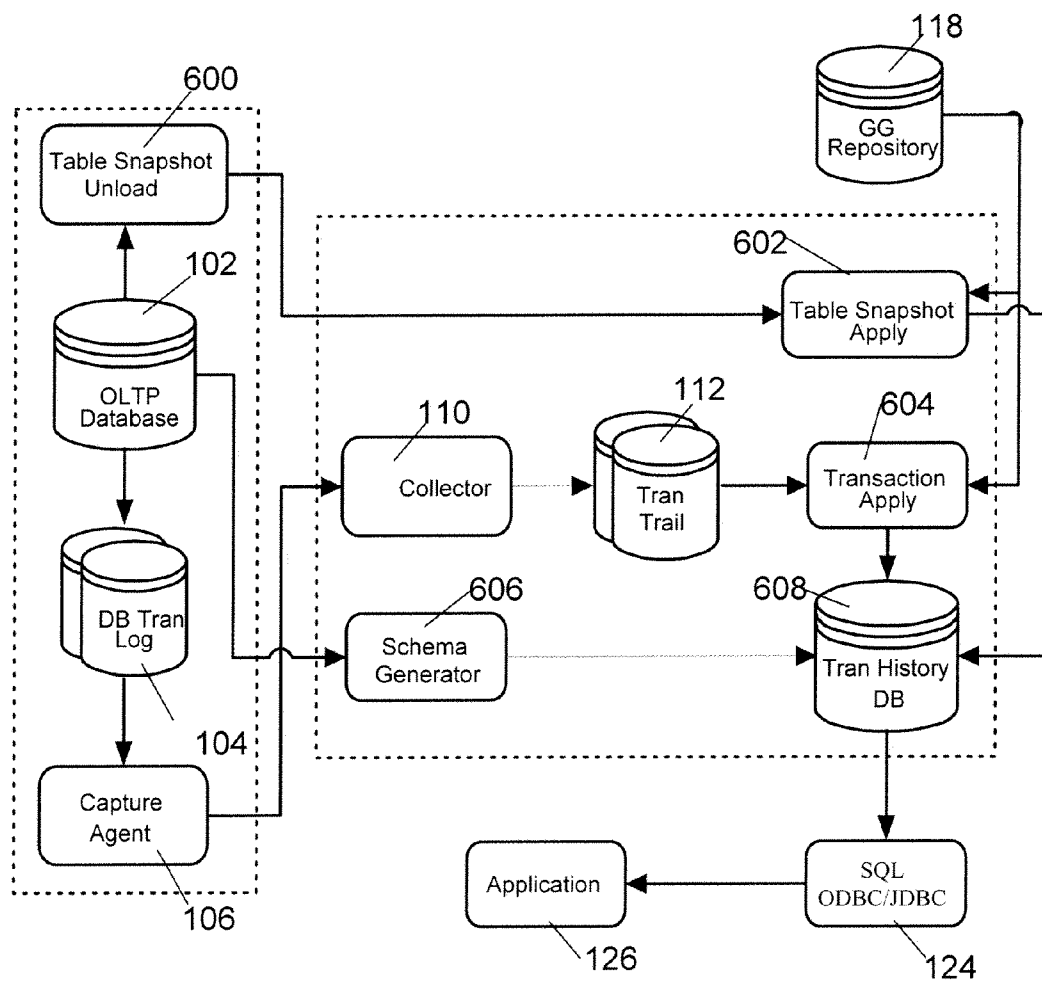 118
600
Table Snapshot
Unload
GG
Repository
602
102
Table Snapshot
Apply
OLTP
Database
110
112
604
Collector
Tran
Trail
Transaction
Apply
606
608
DB Tran
Log
Schema
Generator
Tran History
DB
104
Capture
Agent
106
Application
SQL
ODBC/JDBC
126
124